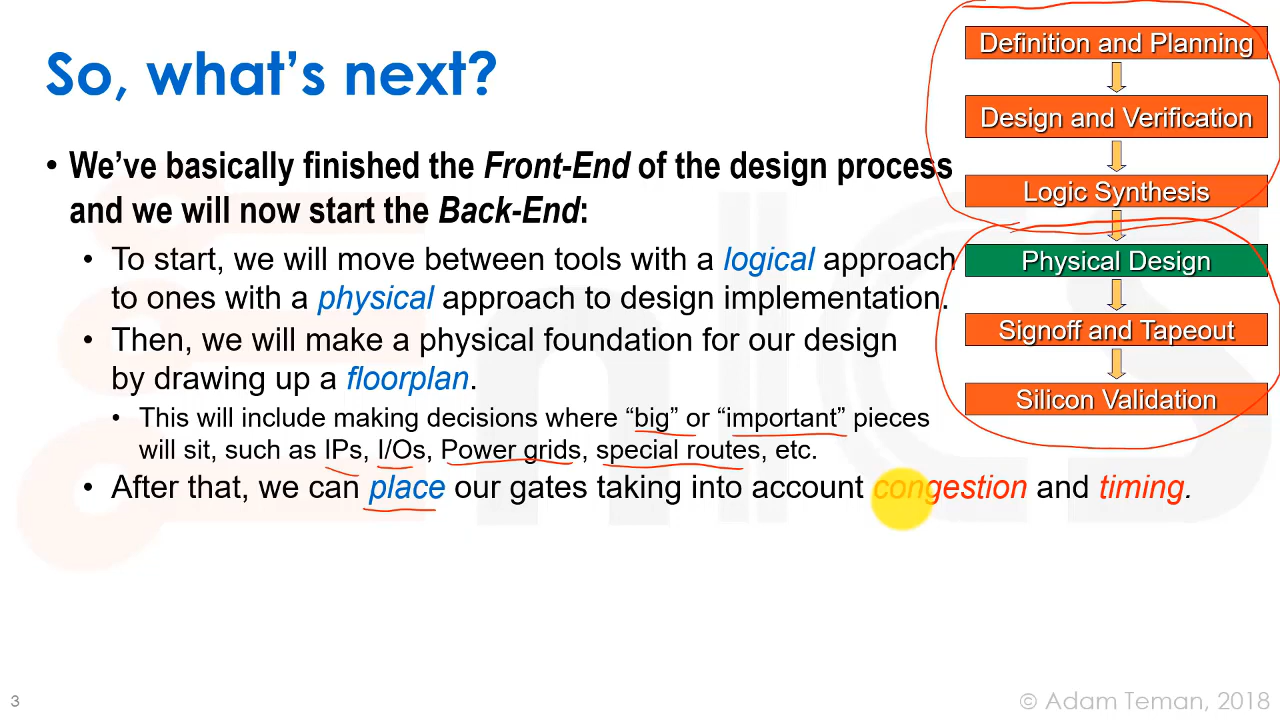 So, what's next?
• We've basically finished the Front-End of the design process
and we will now start the Back-End:
• To start, we will move between tools with a logical approach
to ones with a physical approach to design implementation.
• Then, we will make a physical foundation for our design
by drawing up a floorplan.
• This will include making decisions where “big” or “important” pieces
will sit, such as IPs, I/Os, Power grids, special routes, etc.
• After that, we can place our gates taking into account congestion and timing.
Definition and Planning
Design and Verification
Logic Synthesis
Physical Design
Signoff and Tapeout
Silicon Validation
enICS
3
© Adam Teman, 2018